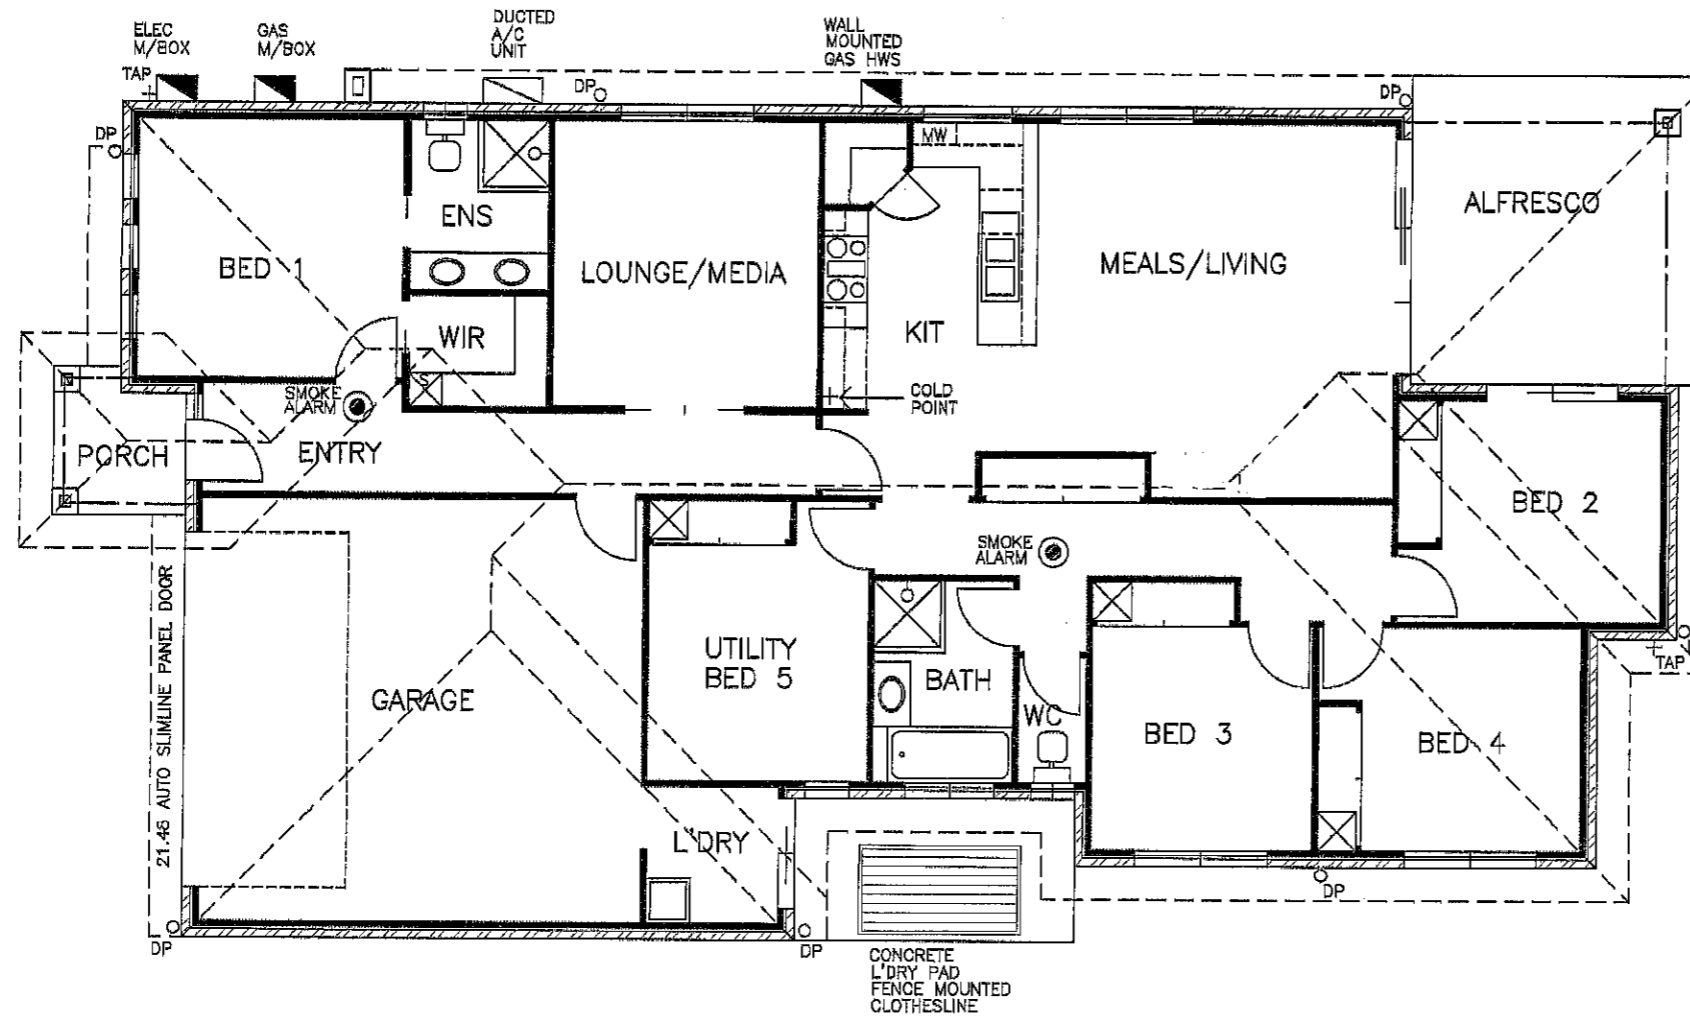 ELEC
M/BOX
GAS
M/BOX
DUCTED
A/C
UNIT
WALL
MOUNTED
GAS HWS
TAP
DP
DP
DP
MW
ENS
ALFRESCO
BED 1
LOUNGE/MEDIA
MEALS/LIVING
WIR
KIT
S
SMOKE
ALARM
COLD
POINT
PORCH
ENTRY
BED 2
SMOKE
ALARM
21.48 AUTO SLIMLINE PANEL DOOR
UTILITY
BED 5
BATH
TAP
GARAGE
WC
BED 3
BED 4
L'DRY
DP
DP
DP
CONCRETE
L'DRY PAD
FENCE MOUNTED
CLOTHESLINE